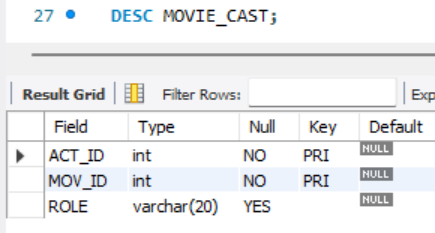 27 DESC MOVIE_CAST;
Result Grid Filter Rows: Exp
Field Type Null Key Default
ACT_ID int NO PRI NULL
MOV_ID int NO PRI NULL
ROLE varchar(20) YES NULL